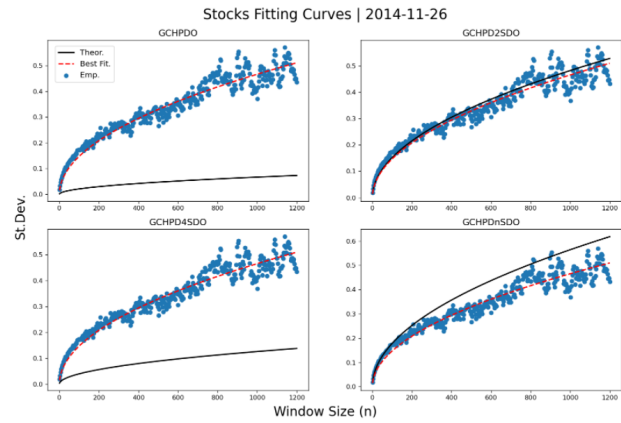 Stocks Fitting Curves | 2014-11-26
GCHPDO
Theor.
Best Fit.
Emp.
0.5
0.4
0.3
0.2
0.1
0.0
0 200 400 600 800 1000 1200
GCHPD2SDO
0.5
0.4
0.3
0.2
0.1
0.0
0 200 400 600 800 1000 1200
St.Dev.
GCHPD4SDO
0.5
0.4
0.3
0.2
0.1
0.0
0 200 400 600 800 1000 1200
GCHPDnSDO
0.6
0.5
0.4
0.3
0.2
0.1
0.0
0 200 400 600 800 1000 1200
Window Size (n)